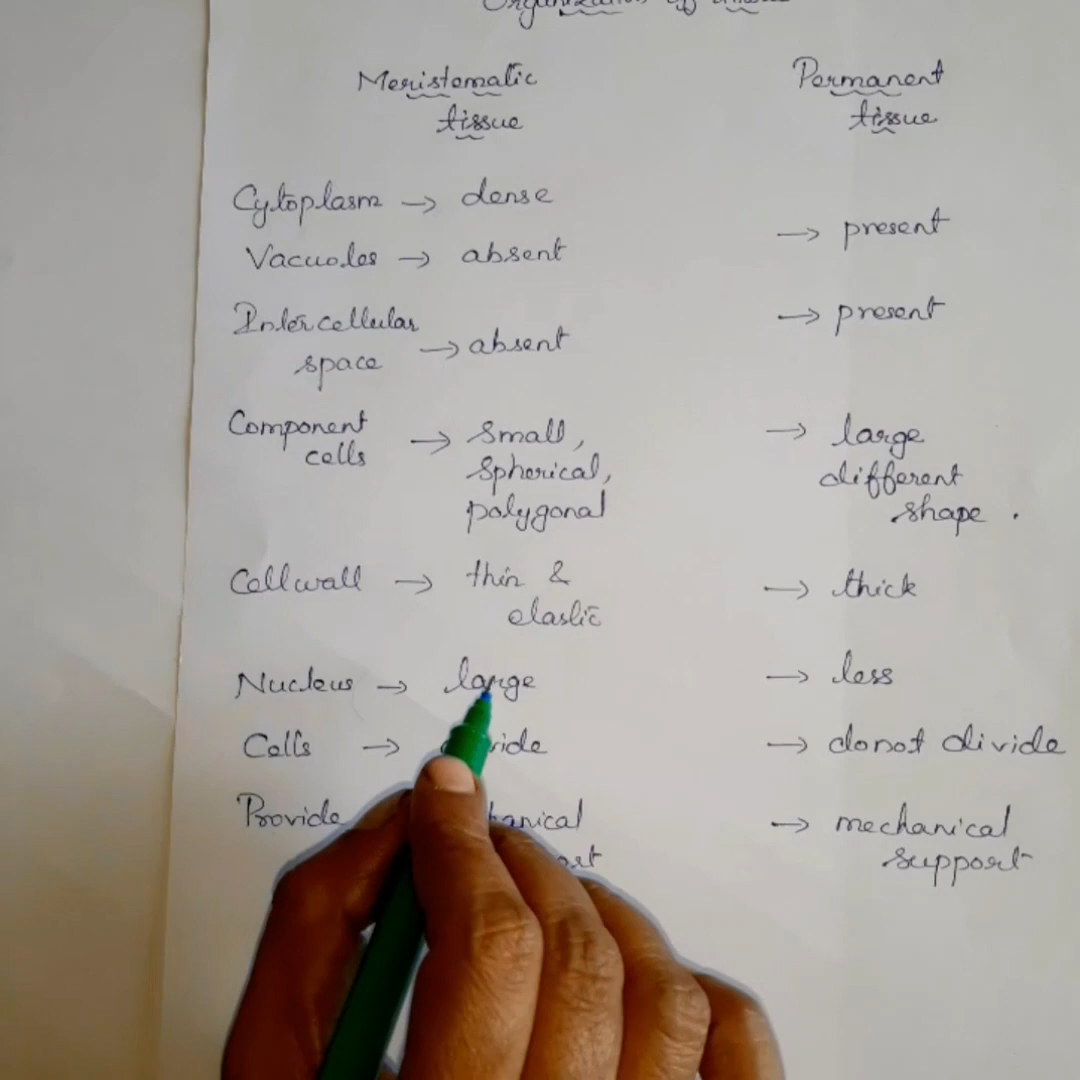 Meristematic tissue
Permanent tissue
Cytoplasm → dense
Vacuoles → absent → present
Intercellular space → absent → present
Component cells → small, spherical, polygonal → large different shape.
Cellwall → thin & elastic → thick
Nucleus → large → less
Cells → → donot divide
Provide → mechanical support